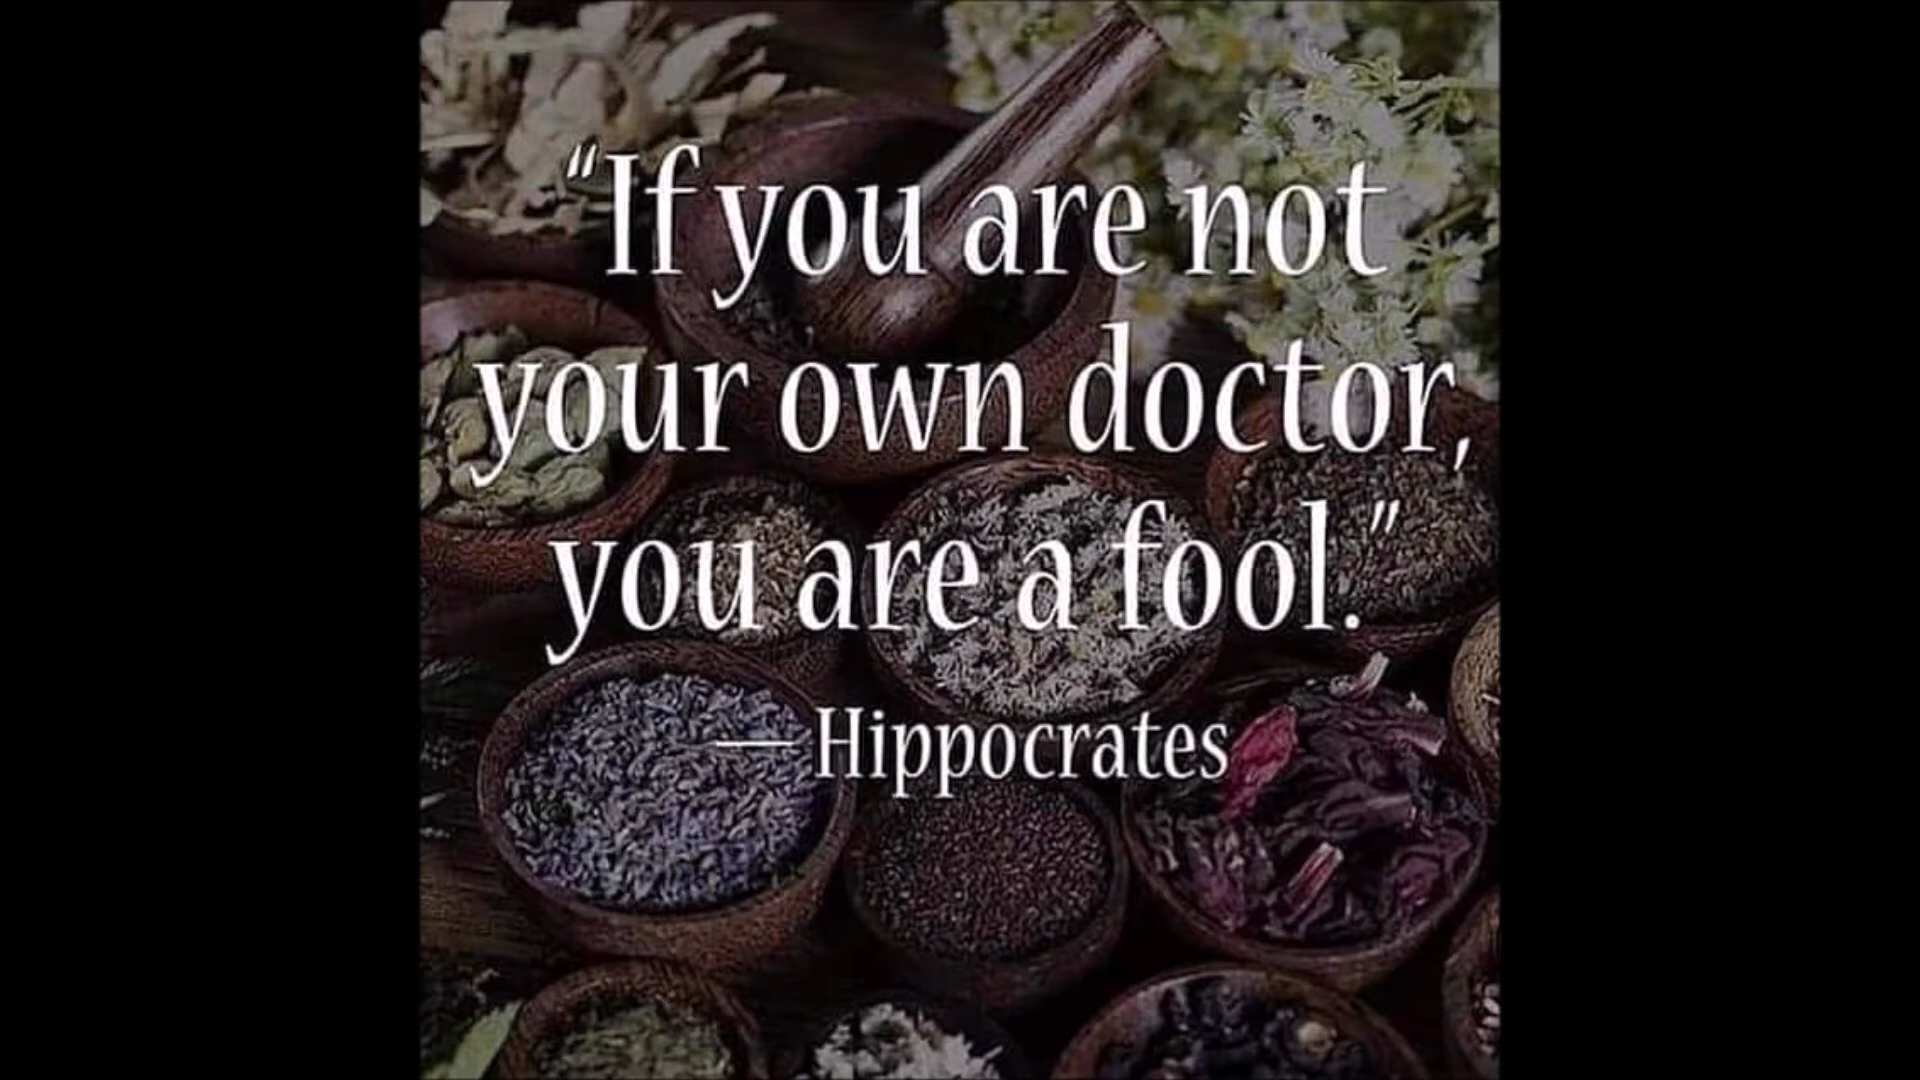 “If you are not
your own doctor,
you are a fool.”
— Hippocrates